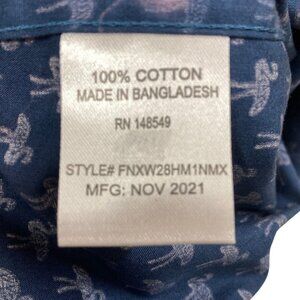 100% COTTON
MADE IN BANGLADESH
RN 148549
STYLE# FNXW28HM1NMX
MFG: NOV 2021